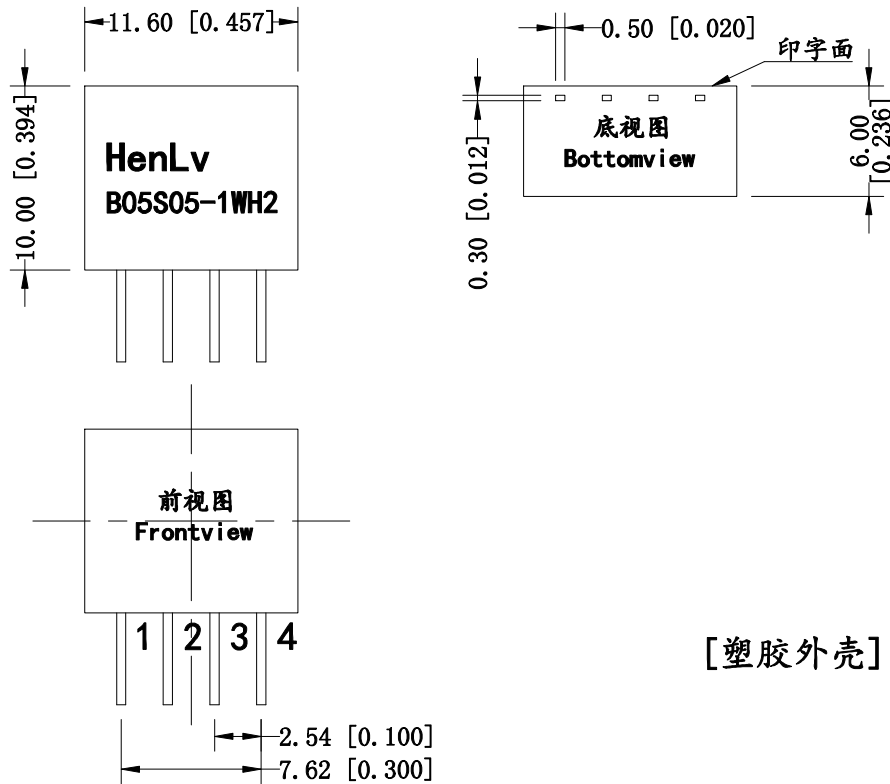 11.60 [0.457]
10.00 [0.394]
HenLv
B05S05-1WH2
0.50 [0.020]
印字面
0.30 [0.012]
底视图
Bottomview
6.00
[0.236]
前视图
Frontview
1 2 3 4
2.54 [0.100]
7.62 [0.300]
[塑胶外壳]